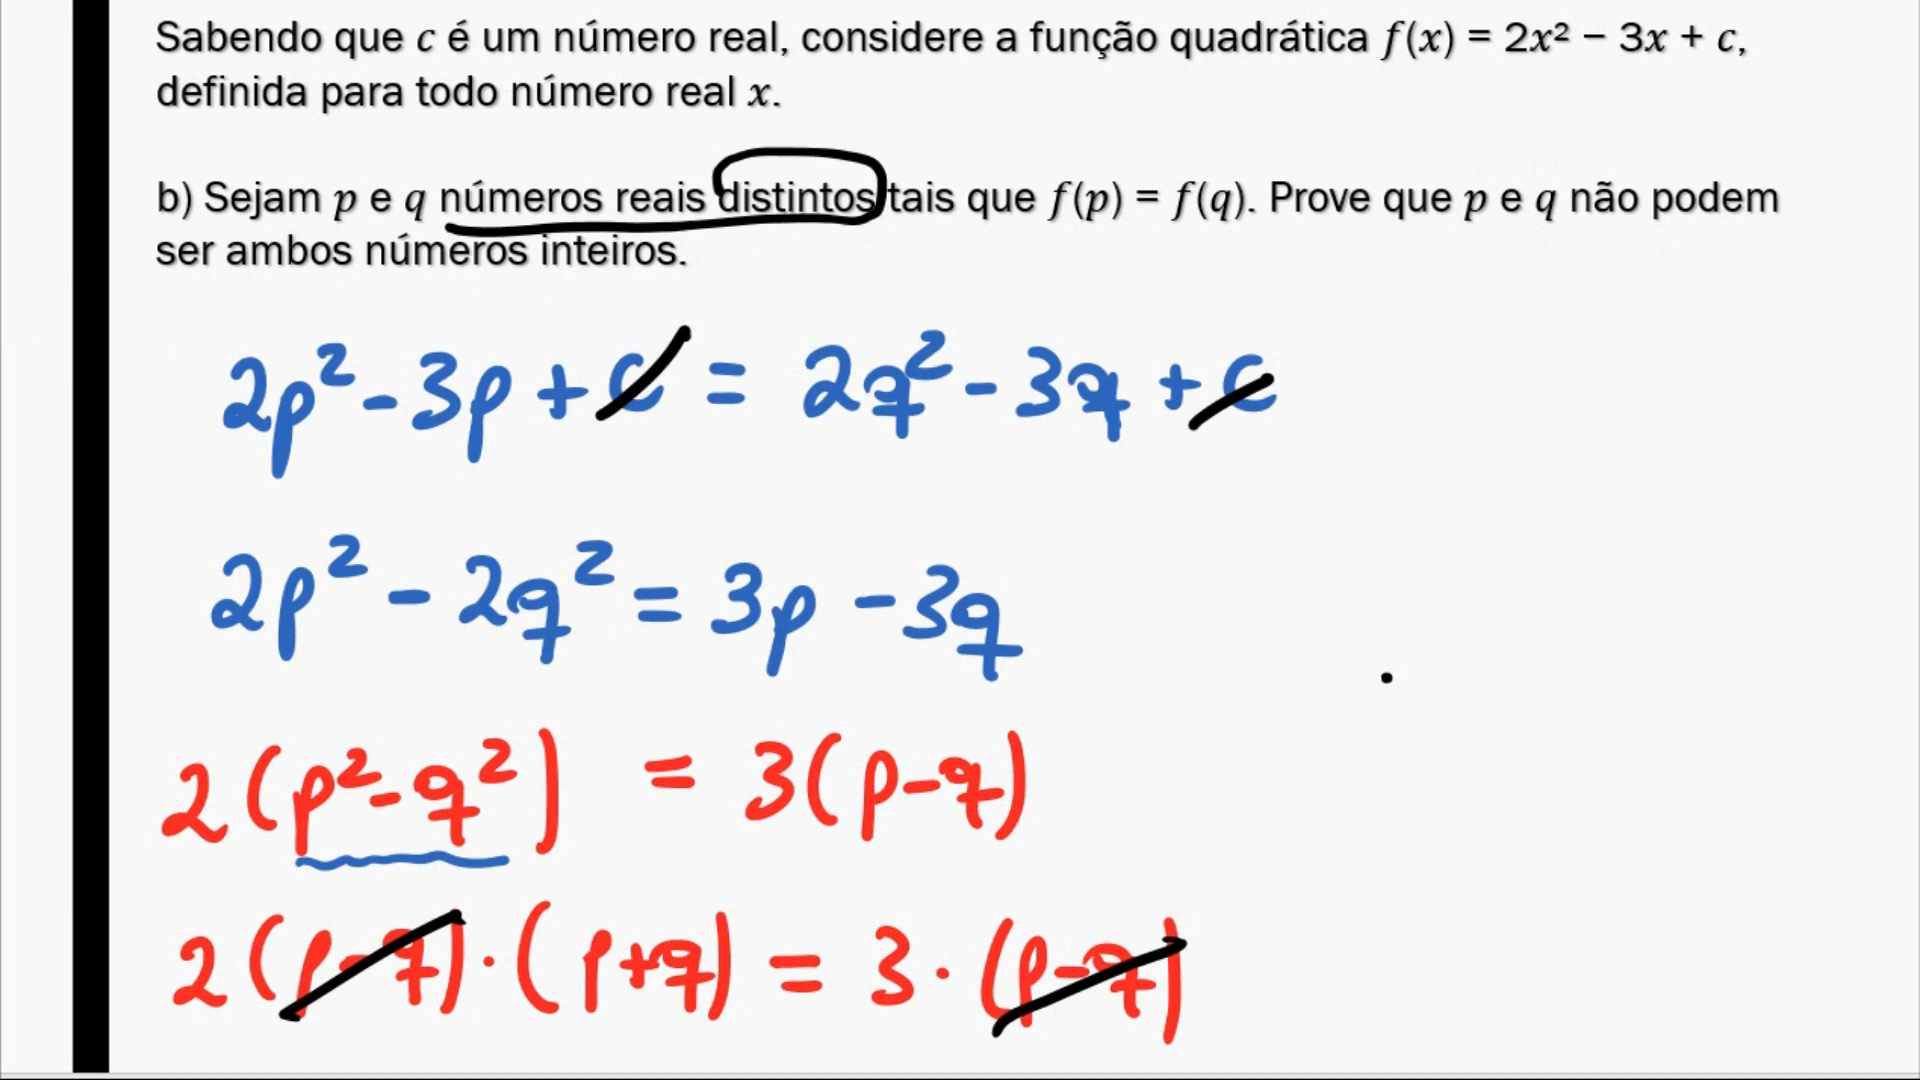 Sabendo que c é um número real, considere a função quadrática f(x) = 2x² − 3x + c,
definida para todo número real x.
b) Sejam p e q números reais distintos tais que f(p) = f(q). Prove que p e q não podem
ser ambos números inteiros.
2p² - 3p + c = 2q² - 3q + c
2p² - 2q² = 3p - 3q
2(p² - q²) = 3(p - q)
2(p - q) · (p + q) = 3 · (p - q)